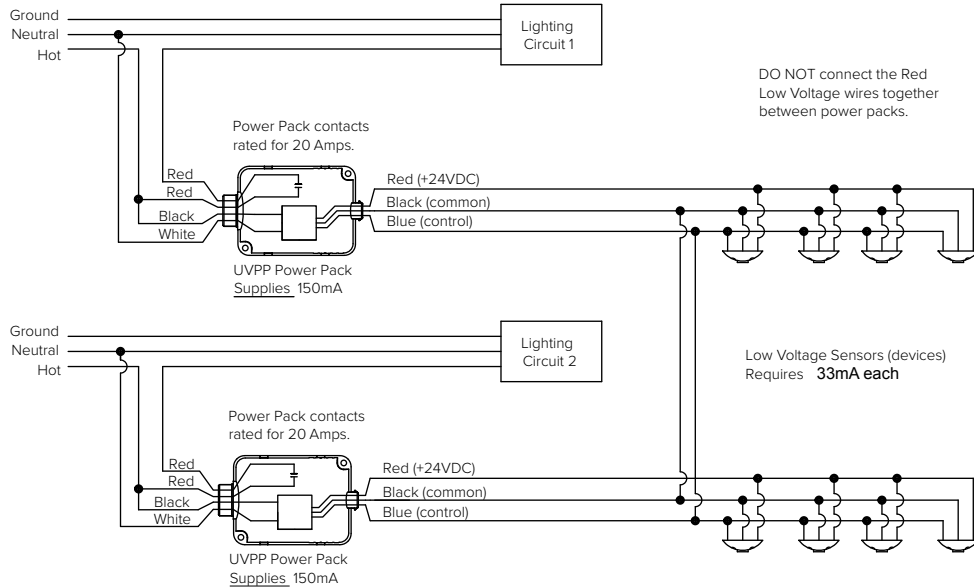 Ground
Neutral
Hot
Lighting
Circuit 1
DO NOT connect the Red
Low Voltage wires together
between power packs.
Power Pack contacts
rated for 20 Amps.
Red
Red
Black
White
Red (+24VDC)
Black (common)
Blue (control)
UVPP Power Pack
Supplies 150mA
Ground
Neutral
Hot
Lighting
Circuit 2
Low Voltage Sensors (devices)
Requires 33mA each
Power Pack contacts
rated for 20 Amps.
Red
Red
Black
White
Red (+24VDC)
Black (common)
Blue (control)
UVPP Power Pack
Supplies 150mA